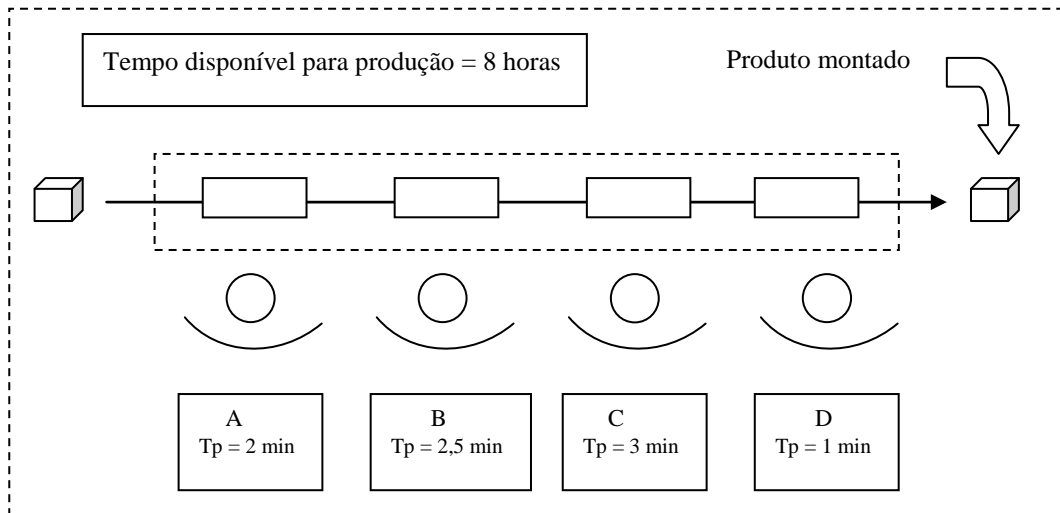 Tempo disponível para produção = 8 horas
Produto montado
A
Tp = 2 min
B
Tp = 2,5 min
C
Tp = 3 min
D
Tp = 1 min